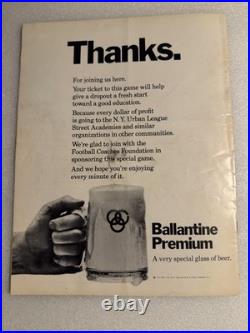 Thanks.
For joining us here.
Your ticket to this game will help
give a dropout a fresh start
toward a good education.
Because every dollar of profit
is going to the N.Y. Urban League
Street Academies and similar
organizations in other communities.
We're glad to join with the
Football Coaches Foundation in
sponsoring this special game.
And we hope you're enjoying
every minute of it.
Ballantine
Premium
A very special glass of beer.